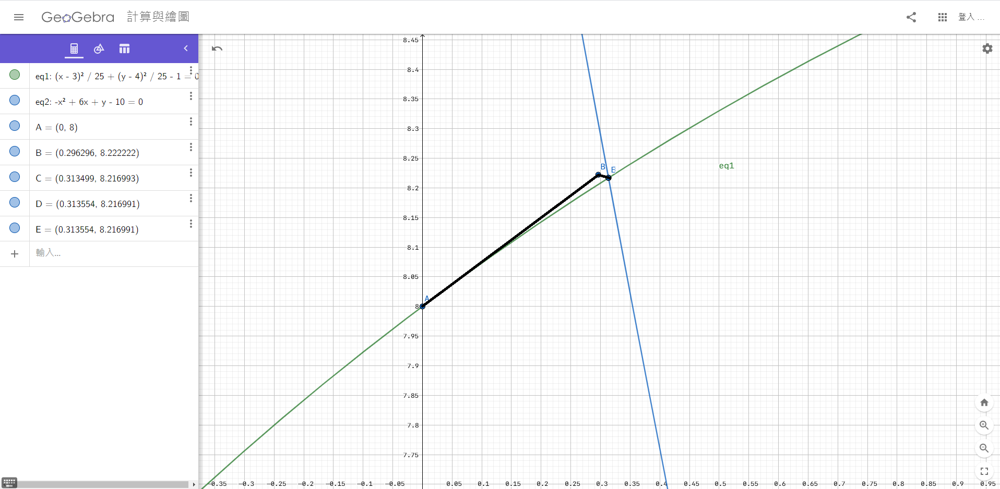 GeoGebra 計算與繪圖 登入 ...
eq1: (x - 3)² / 25 + (y - 4)² / 25 - 1 = 0
eq2: -x² + 6x + y - 10 = 0
A = (0, 8)
B = (0.296296, 8.222222)
C = (0.313499, 8.216993)
D = (0.313554, 8.216991)
E = (0.313554, 8.216991)
輸入...
8.45
8.4
8.35
8.3
8.25
8.2
8.15
8.1
8.05
8
7.95
7.9
7.85
7.8
7.75
B E
eq1
A
-0.35 -0.3 -0.25 -0.2 -0.15 -0.1 -0.05 0.05 0.1 0.15 0.2 0.25 0.3 0.35 0.4 0.45 0.5 0.55 0.6 0.65 0.7 0.75 0.8 0.85 0.9 0.95